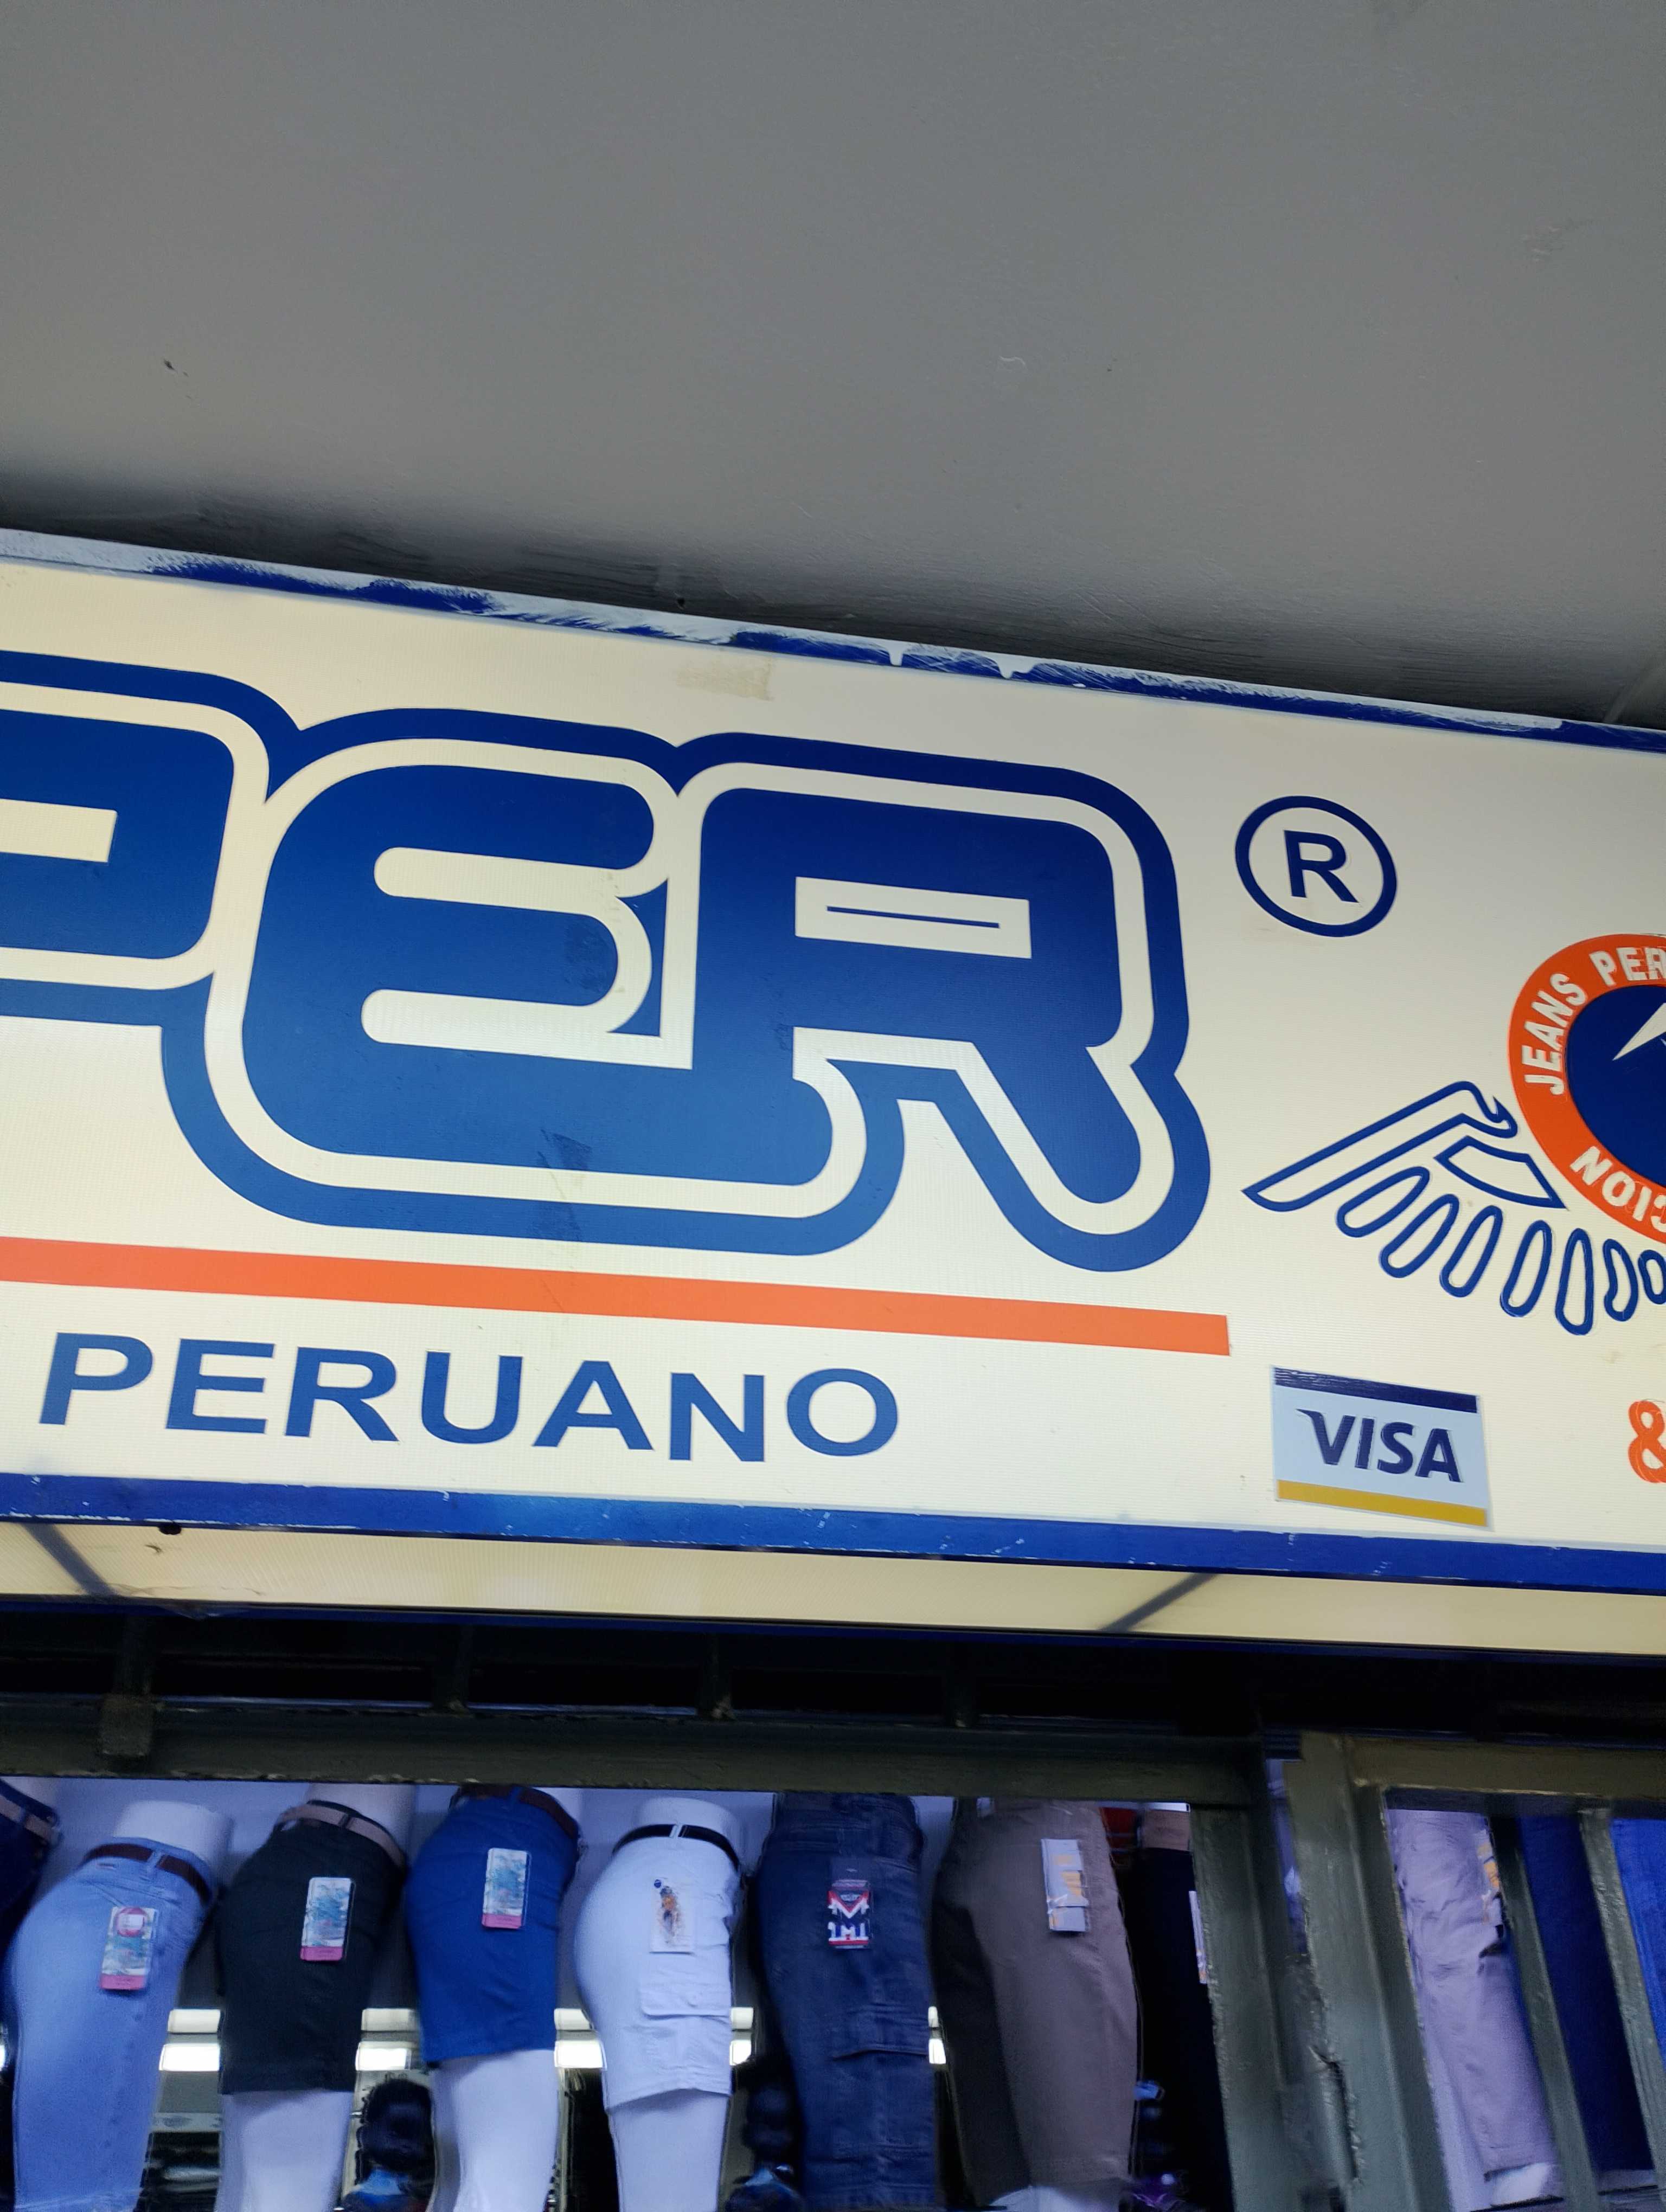 PER ®
JEANS PER
CION
PERUANO
VISA
&